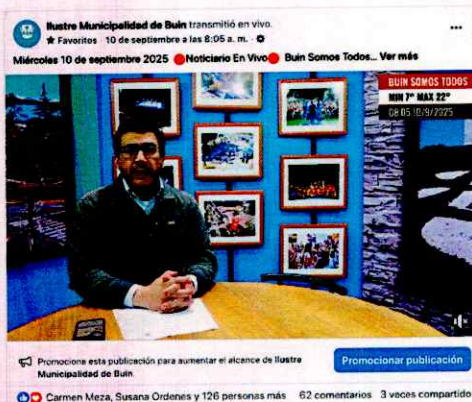 Ilustre Municipalidad de Buin transmitió en vivo.
★ Favoritos · 10 de septiembre a las 8:05 a. m. ·
Miércoles 10 de septiembre 2025 🔴Noticiario En Vivo🔴 Buin Somos Todos... Ver más
BUIN SOMOS TODOS
MIN 7° MAX 22°
08:05 10/9/2025
Promociona esta publicación para aumentar el alcance de Ilustre
Municipalidad de Buin.
Promocionar publicación
Carmen Meza, Susana Ordenes y 126 personas más 62 comentarios 3 veces compartido